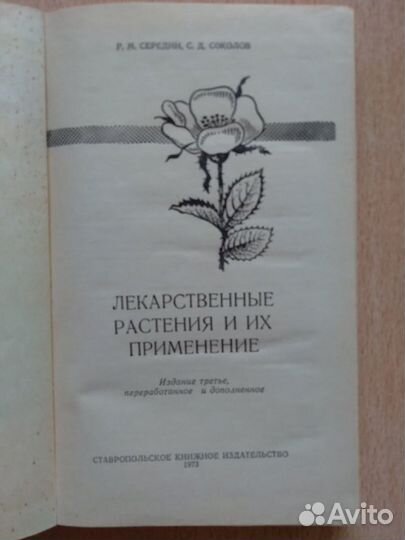 Р. М. СЕРЕДИН, С. Д. СОКОЛОВ
ЛЕКАРСТВЕННЫЕ
РАСТЕНИЯ И ИХ
ПРИМЕНЕНИЕ
Издание третье,
переработанное и дополненное
СТАВРОПОЛЬСКОЕ КНИЖНОЕ ИЗДАТЕЛЬСТВО
1973
Avito